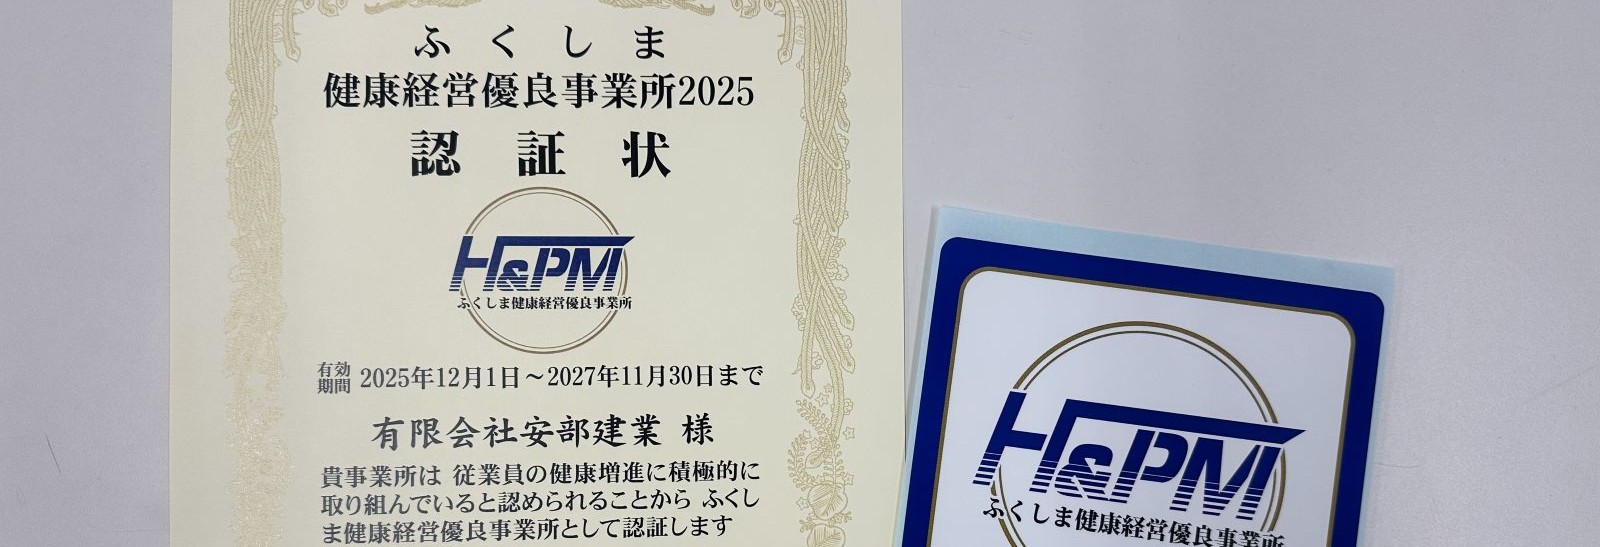 ふくしま
健康経営優良事業所2025
認証状
H&PM
ふくしま健康経営優良事業所
有効期間 2025年12月1日～2027年11月30日まで
有限会社安部建業 様
貴事業所は 従業員の健康増進に積極的に
取り組んでいると認められることから ふくし
ま健康経営優良事業所として認証します
H&PM
ふくしま健康経営優良事業所